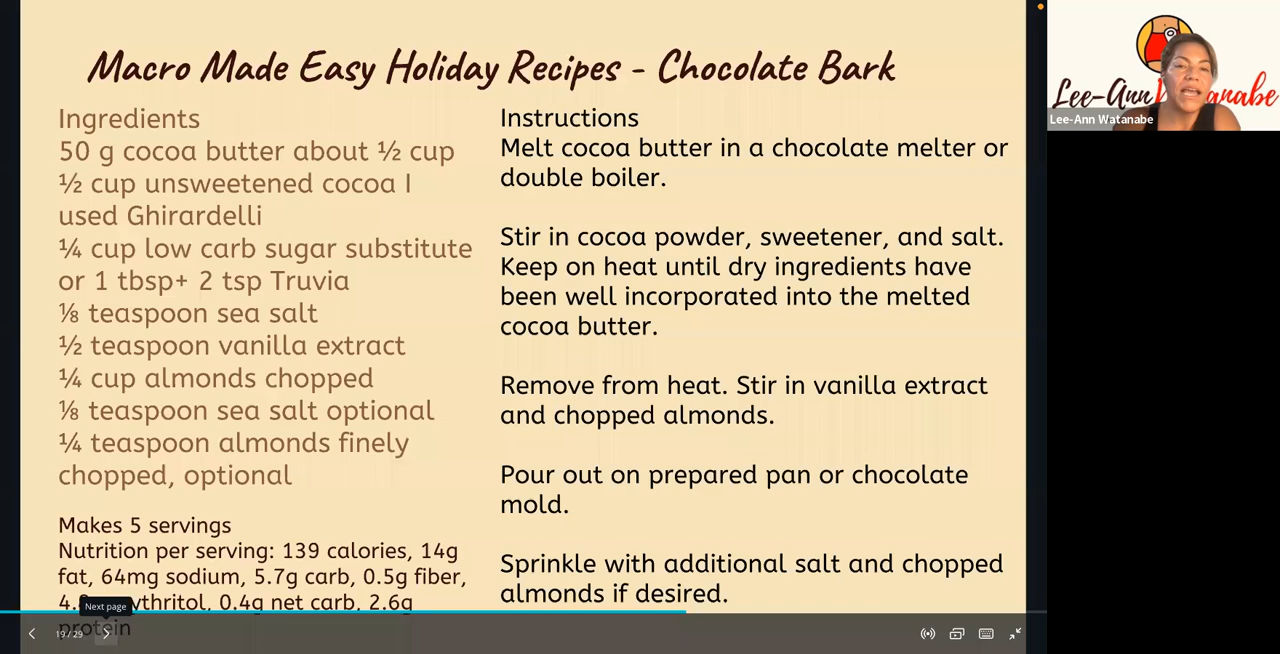 Macro Made Easy Holiday Recipes - Chocolate Bark
Ingredients
50 g cocoa butter about ½ cup
½ cup unsweetened cocoa I
used Ghirardelli
¼ cup low carb sugar substitute
or 1 tbsp+ 2 tsp Truvia
⅛ teaspoon sea salt
½ teaspoon vanilla extract
¼ cup almonds chopped
⅛ teaspoon sea salt optional
¼ teaspoon almonds finely
chopped, optional
Makes 5 servings
Nutrition per serving: 139 calories, 14g
fat, 64mg sodium, 5.7g carb, 0.5g fiber,
0.4g net carb, 2.6g
protein
Instructions
Melt cocoa butter in a chocolate melter or
double boiler.
Stir in cocoa powder, sweetener, and salt.
Keep on heat until dry ingredients have
been well incorporated into the melted
cocoa butter.
Remove from heat. Stir in vanilla extract
and chopped almonds.
Pour out on prepared pan or chocolate
mold.
Sprinkle with additional salt and chopped
almonds if desired.
Next page
19 / 29
Lee-Ann
Lee-Ann Watanabe